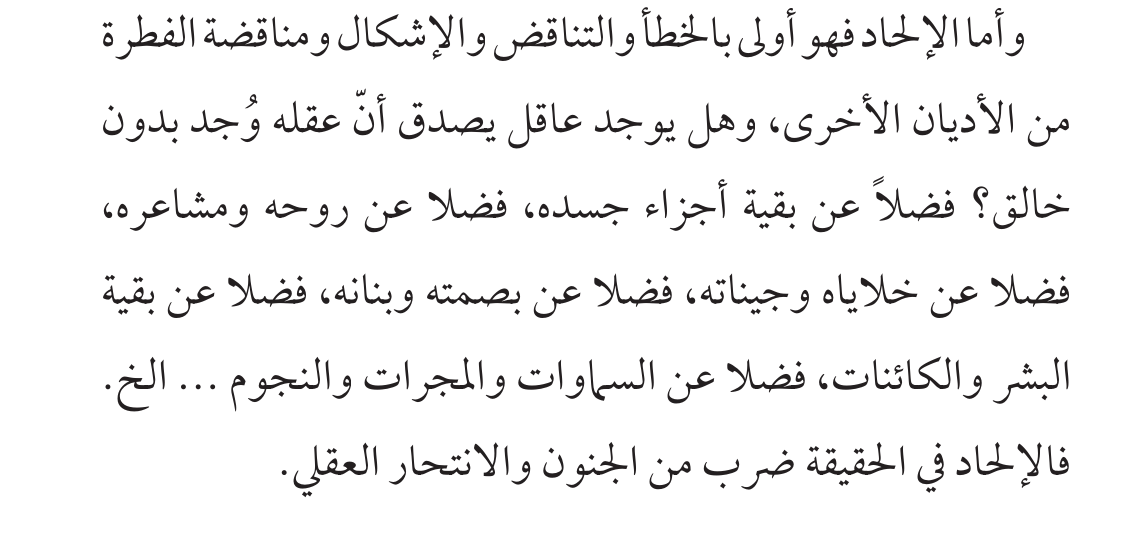 وأما الإلحاد فهو أولى بالخطأ والتناقض والإشكال ومناقضة الفطرة
من الأديان الأخرى، وهل يوجد عاقل يصدق أنّ عقله وُجد بدون
خالق؟ فضلاً عن بقية أجزاء جسده، فضلا عن روحه ومشاعره،
فضلا عن خلاياه وجيناته، فضلا عن بصمته وبنانه، فضلا عن بقية
البشر والكائنات، فضلا عن السماوات والمجرات والنجوم ... الخ.
فالإلحاد في الحقيقة ضرب من الجنون والانتحار العقلي.